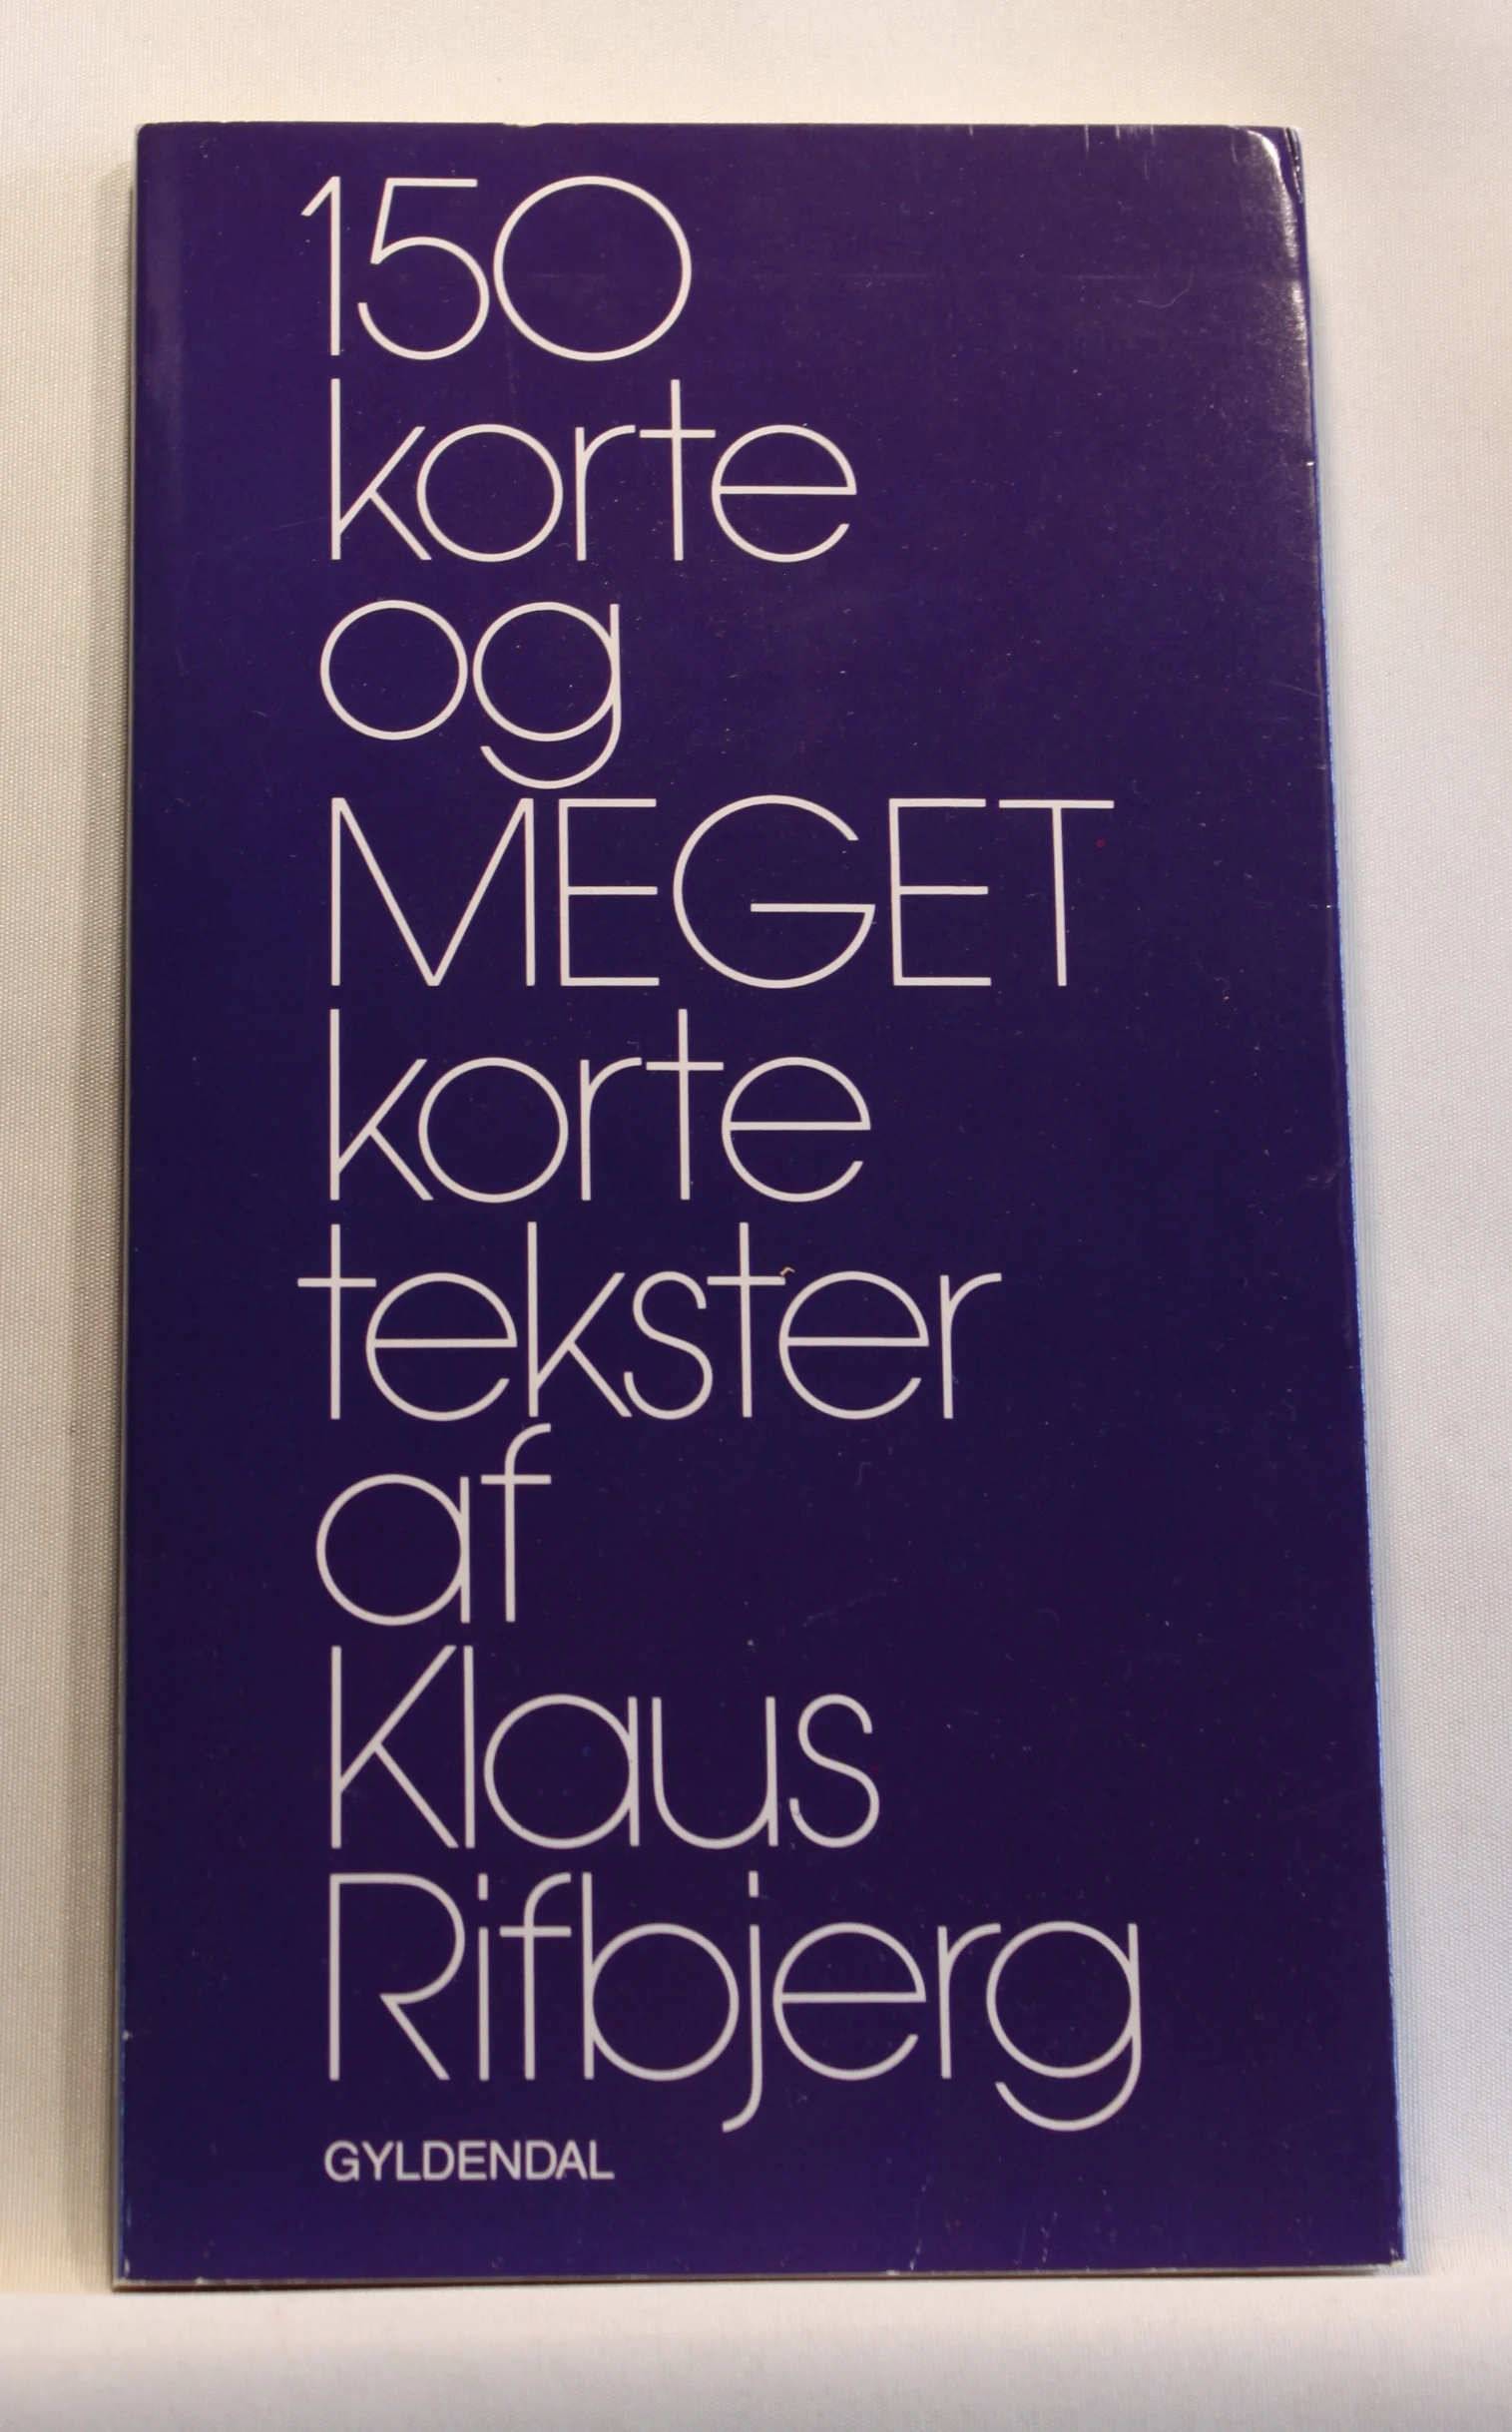 150
korte
og
MEGET
korte
tekster
af
Klaus
Rifbjerg
GYLDENDAL